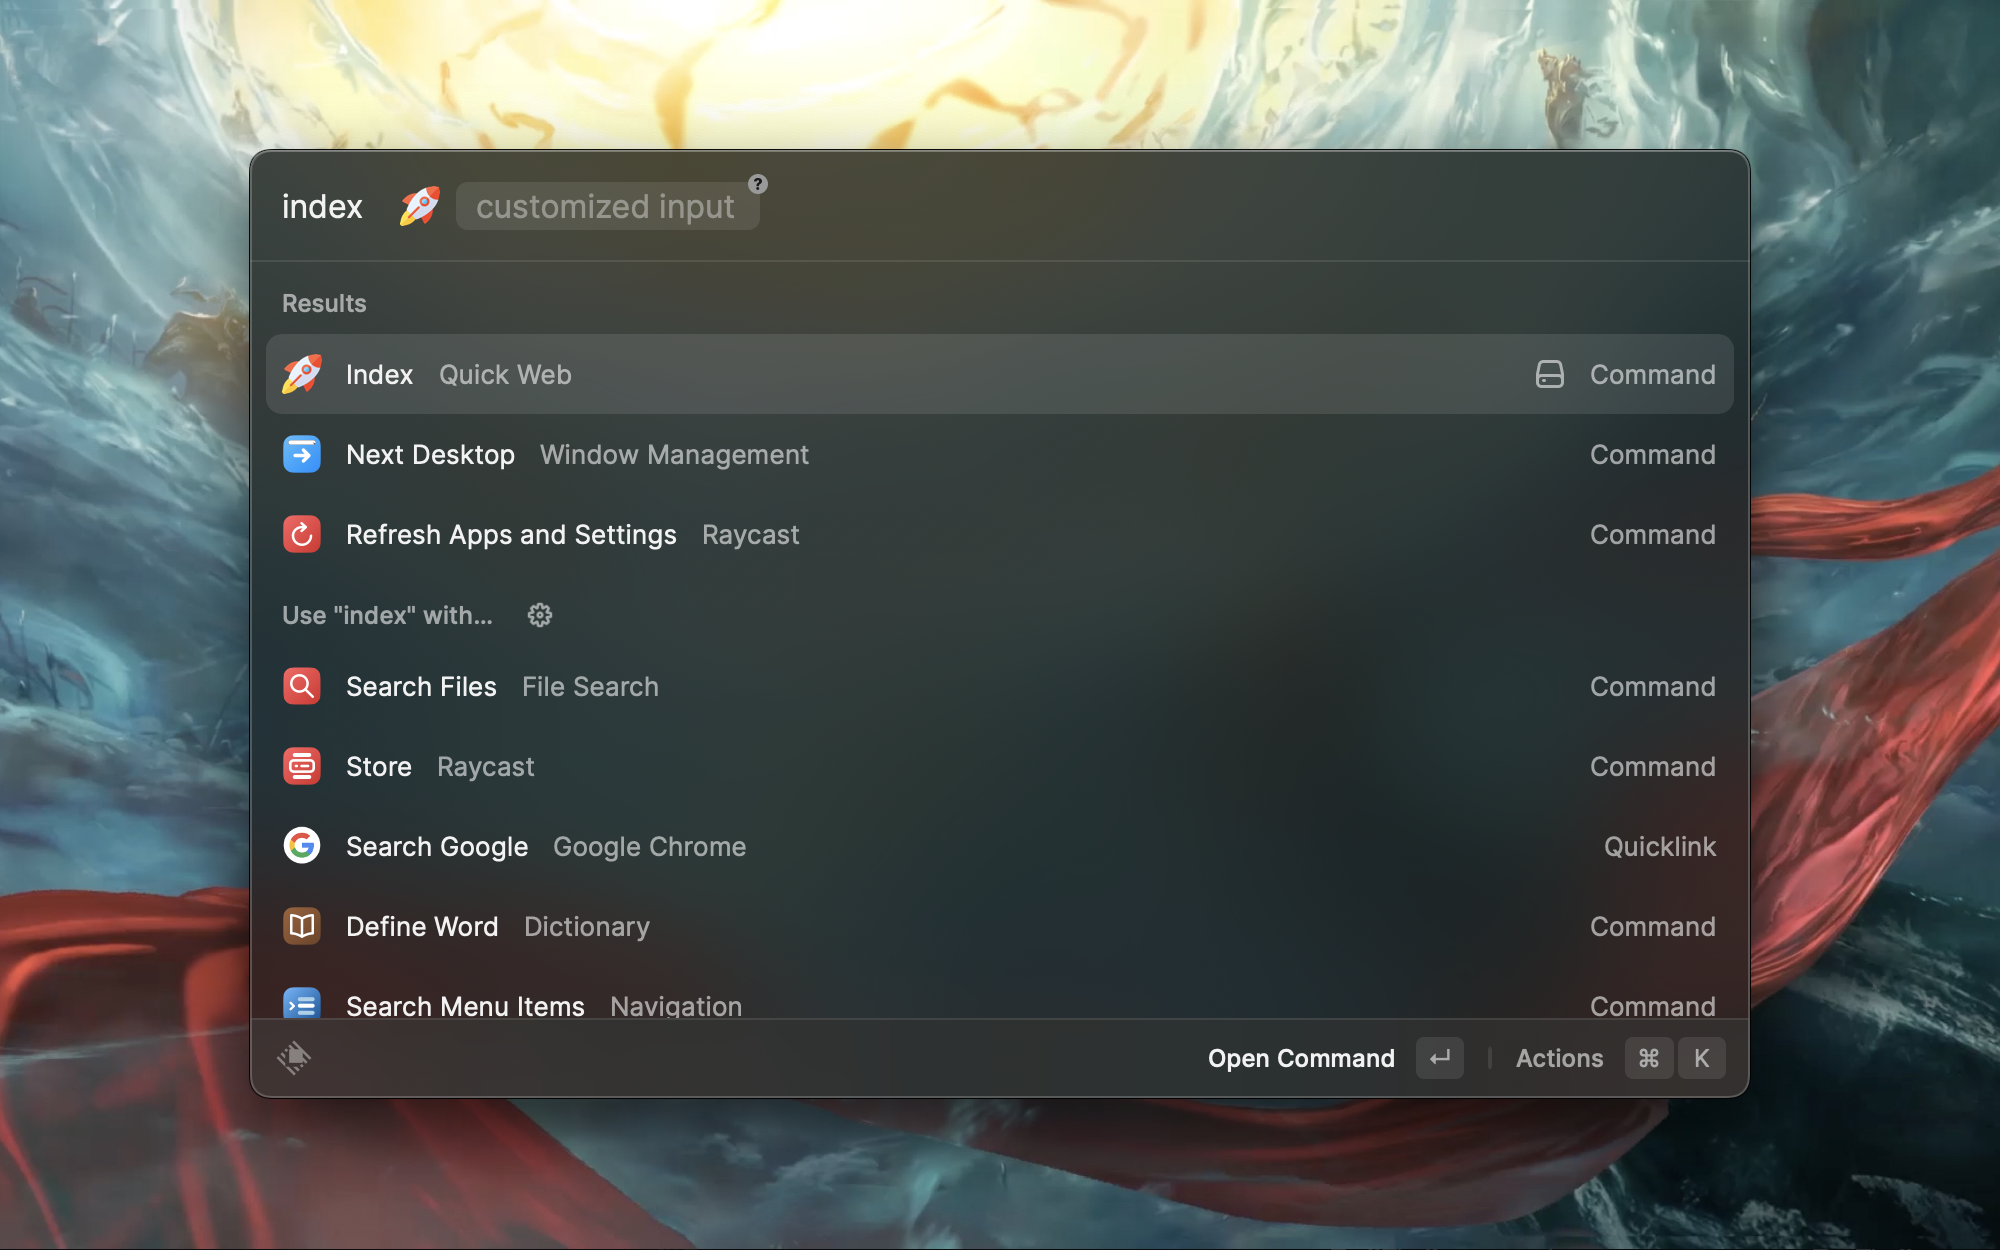 index customized input ?
Results
Index Quick Web Command
Next Desktop Window Management Command
Refresh Apps and Settings Raycast Command
Use "index" with...
Search Files File Search Command
Store Raycast Command
Search Google Google Chrome Quicklink
Define Word Dictionary Command
Search Menu Items Navigation Command
Open Command ↵ Actions ⌘ K